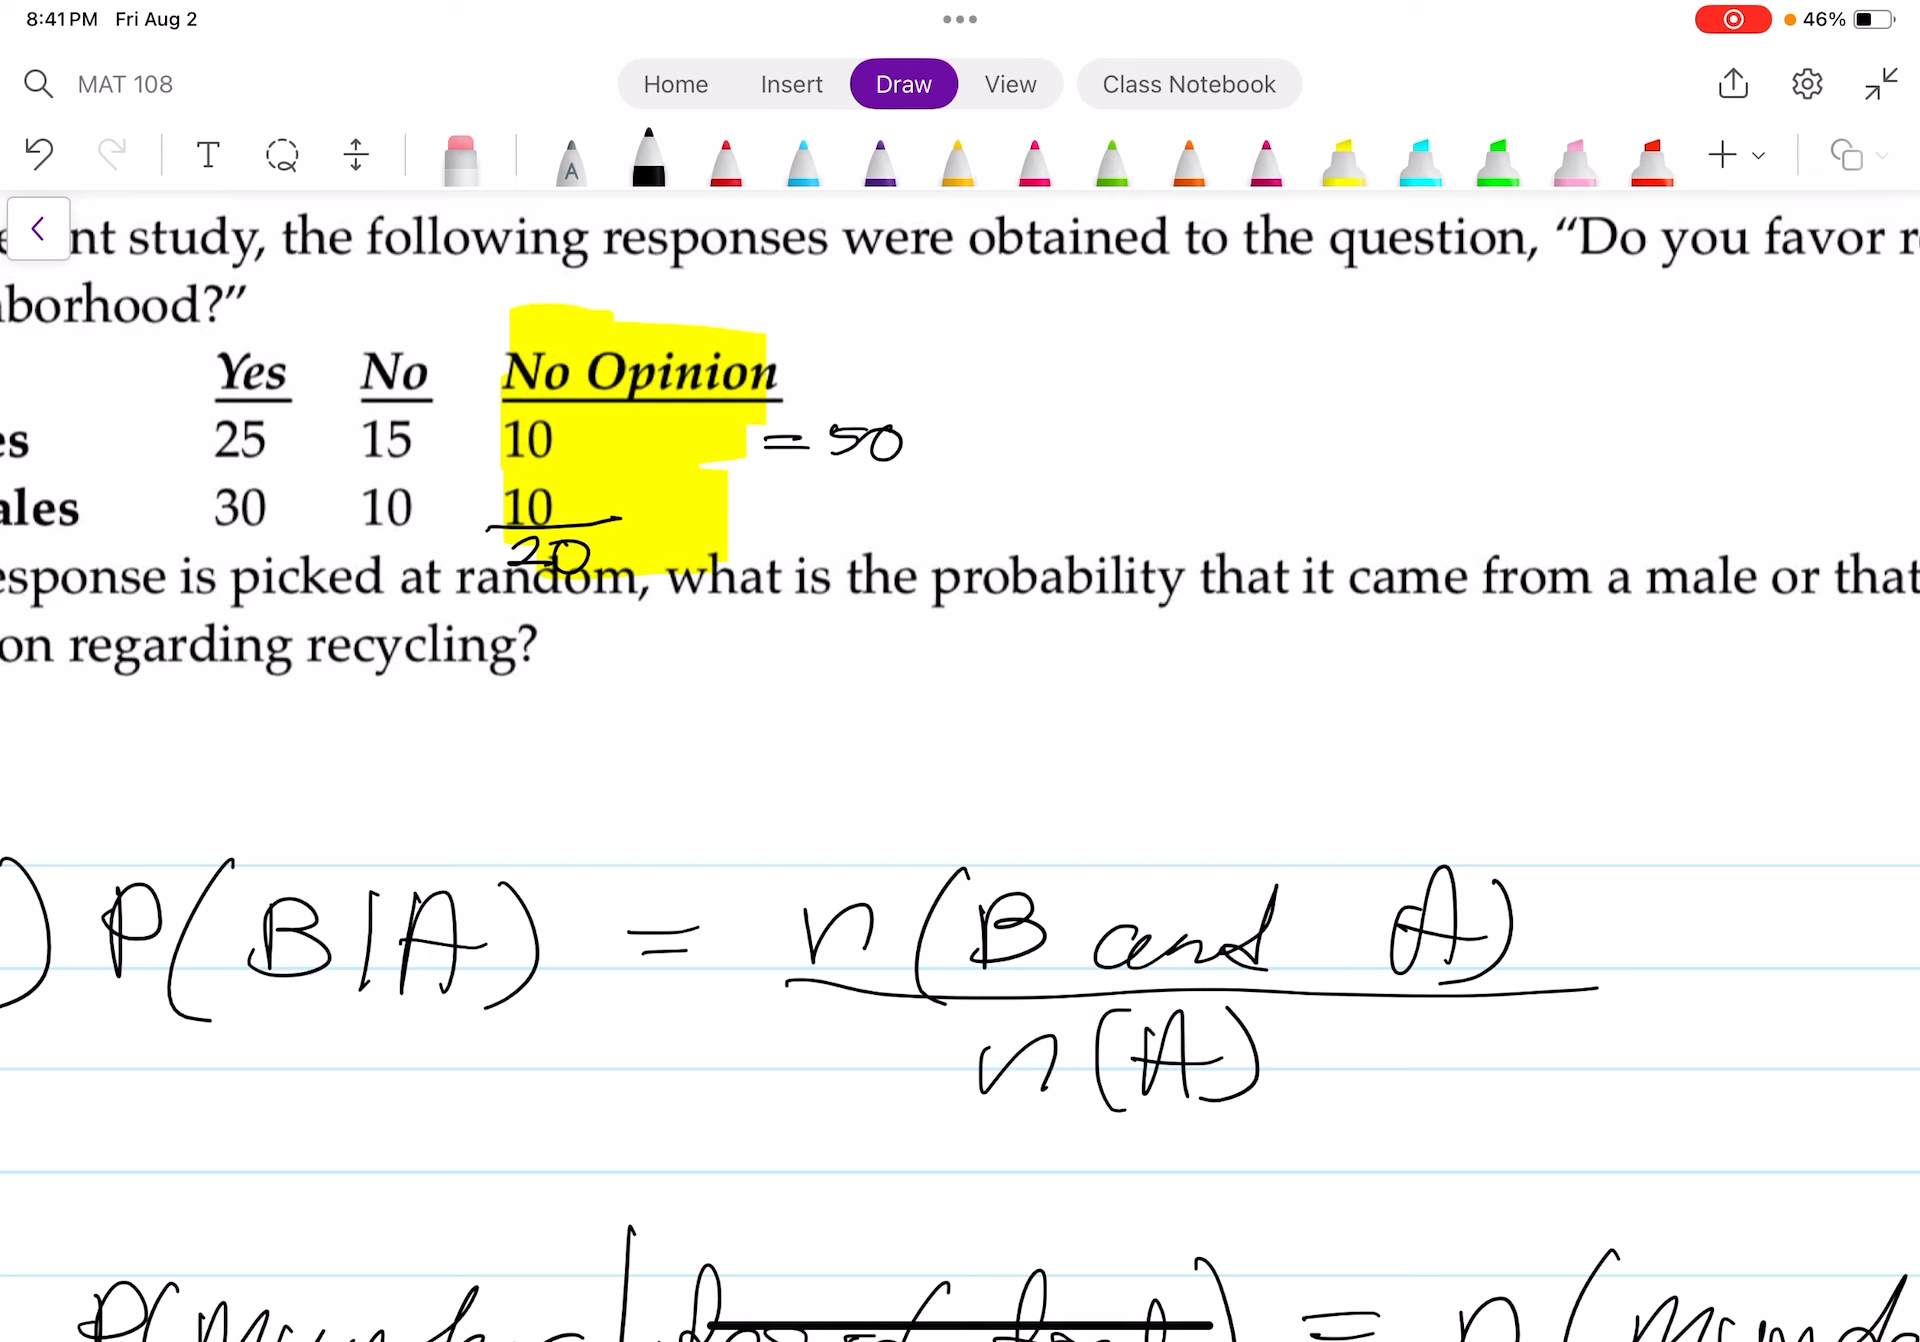 8:41 PM Fri Aug 2 46%
MAT 108 Home Insert Draw View Class Notebook
T A
nt study, the following responses were obtained to the question, “Do you favor r
borhood?”
Yes No No Opinion
es 25 15 10 = 50
ales 30 10 10
20
esponse is picked at random, what is the probability that it came from a male or that
on regarding recycling?
) P(B|A) = n(B and A)
n(A)
P( | ) = n(